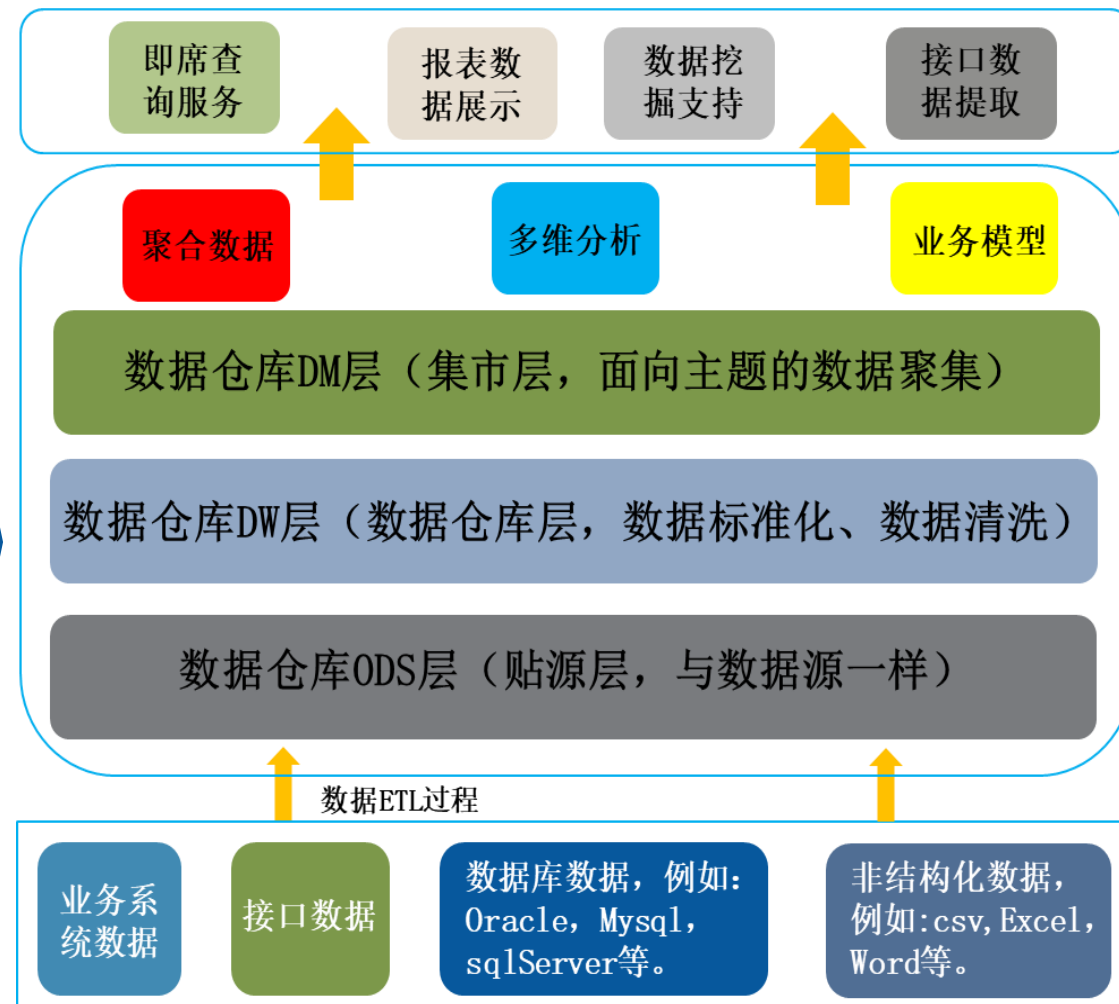 即席查
询服务
报表数
据展示
数据挖
掘支持
接口数
据提取
聚合数据
多维分析
业务模型
数据仓库DM层（集市层，面向主题的数据聚集）
数据仓库DW层（数据仓库层，数据标准化、数据清洗）
数据仓库ODS层（贴源层，与数据源一样）
数据ETL过程
业务系
统数据
接口数据
数据库数据，例如：
Oracle，Mysql，
sqlServer等。
非结构化数据，
例如:csv,Excel，
Word等。